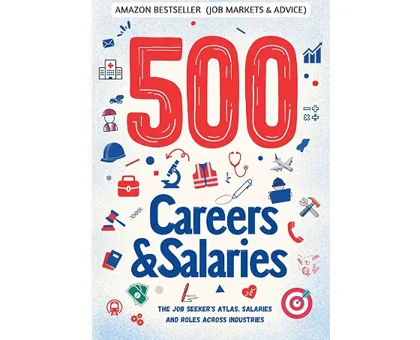 AMAZON BESTSELLER (JOB MARKETS & ADVICE)
500
Careers
& Salaries
THE JOB SEEKER'S ATLAS, SALARIES
AND ROLES ACROSS INDUSTRIES